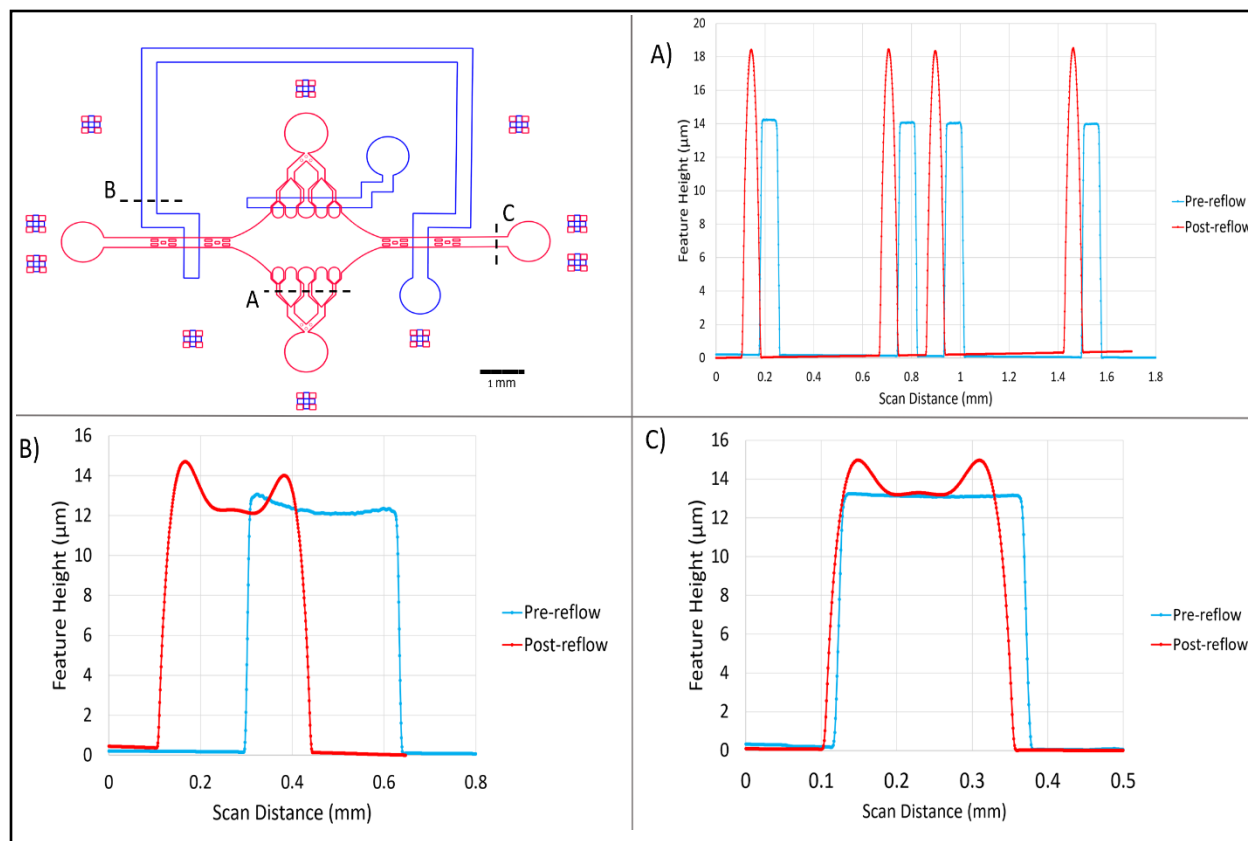 B
C
A
1 mm
A)
20
18
16
14
12
10
8
6
4
2
0
Feature Height (µm)
0 0.2 0.4 0.6 0.8 1 1.2 1.4 1.6 1.8
Scan Distance (mm)
Pre-reflow
Post-reflow
B)
16
14
12
10
8
6
4
2
0
Feature Height (µm)
0 0.2 0.4 0.6 0.8
Scan Distance (mm)
Pre-reflow
Post-reflow
C)
16
14
12
10
8
6
4
2
0
Feature Height (µm)
0 0.1 0.2 0.3 0.4 0.5
Scan Distance (mm)
Pre-reflow
Post-reflow